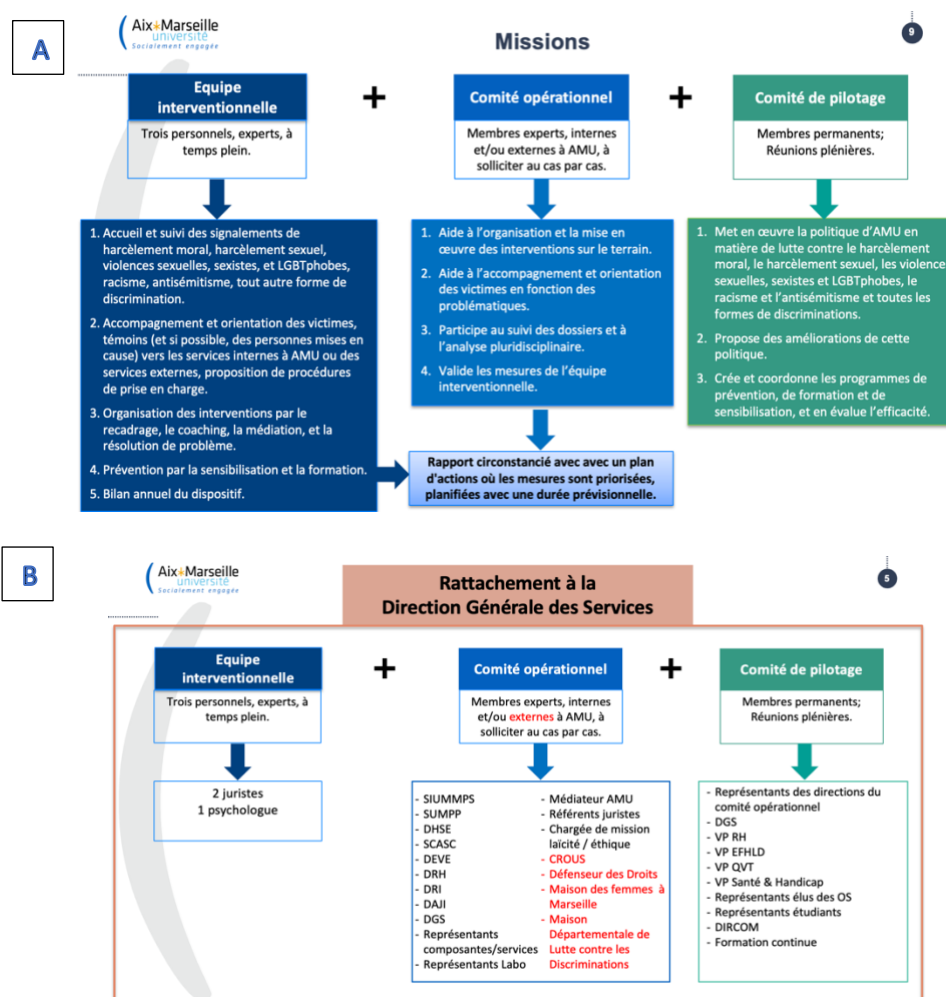 A
Aix Marseille
université
Socialement engagée
Missions
9
Equipe
interventionnelle
Trois personnels, experts, à
temps plein.
+
Comité opérationnel
Membres experts, internes
et/ou externes à AMU, à
solliciter au cas par cas.
+
Comité de pilotage
Membres permanents;
Réunions plénières.
1. Accueil et suivi des signalements de
harcèlement moral, harcèlement sexuel,
violences sexuelles, sexistes, et LGBTphobes,
racisme, antisémitisme, tout autre forme de
discrimination.
2. Accompagnement et orientation des victimes,
témoins (et si possible, des personnes mises en
cause) vers les services internes à AMU ou des
services externes, proposition de procédures
de prise en charge.
3. Organisation des interventions par le
recadrage, le coaching, la médiation, et la
résolution de problème.
4. Prévention par la sensibilisation et la formation.
5. Bilan annuel du dispositif.
1. Aide à l'organisation et la mise en
œuvre des interventions sur le terrain.
2. Aide à l'accompagnement et orientation
des victimes en fonction des
problématiques.
3. Participe au suivi des dossiers et à
l'analyse pluridisciplinaire.
4. Valide les mesures de l'équipe
interventionnelle.
Rapport circonstancié avec avec un plan
d'actions où les mesures sont priorisées,
planifiées avec une durée prévisionnelle.
1. Met en œuvre la politique d'AMU en
matière de lutte contre le harcèlement
moral, le harcèlement sexuel, les violence
sexuelles, sexistes et LGBTphobes, le
racisme et l'antisémitisme et toutes les
formes de discriminations.
2. Propose des améliorations de cette
politique.
3. Crée et coordonne les programmes de
prévention, de formation et de
sensibilisation, et en évalue l'efficacité.
B
Aix Marseille
université
Socialement engagée
Rattachement à la
Direction Générale des Services
5
Equipe
interventionnelle
Trois personnels, experts, à
temps plein.
2 juristes
1 psychologue
+
Comité opérationnel
Membres experts, internes
et/ou externes à AMU, à
solliciter au cas par cas.
- SIUMMPS
- SUMPP
- DHSE
- SCASC
- DEVE
- DRH
- DRI
- DAJI
- DGS
- Représentants
composantes/services
- Représentants Labo
- Médiateur AMU
- Référents juristes
- Chargée de mission
laïcité / éthique
- CROUS
- Défenseur des Droits
- Maison des femmes à
Marseille
- Maison
Départementale de
Lutte contre les
Discriminations
+
Comité de pilotage
Membres permanents;
Réunions plénières.
- Représentants des directions du
comité opérationnel
- DGS
- VP RH
- VP EFHLD
- VP QVT
- VP Santé & Handicap
- Représentants élus des OS
- Représentants étudiants
- DIRCOM
- Formation continue